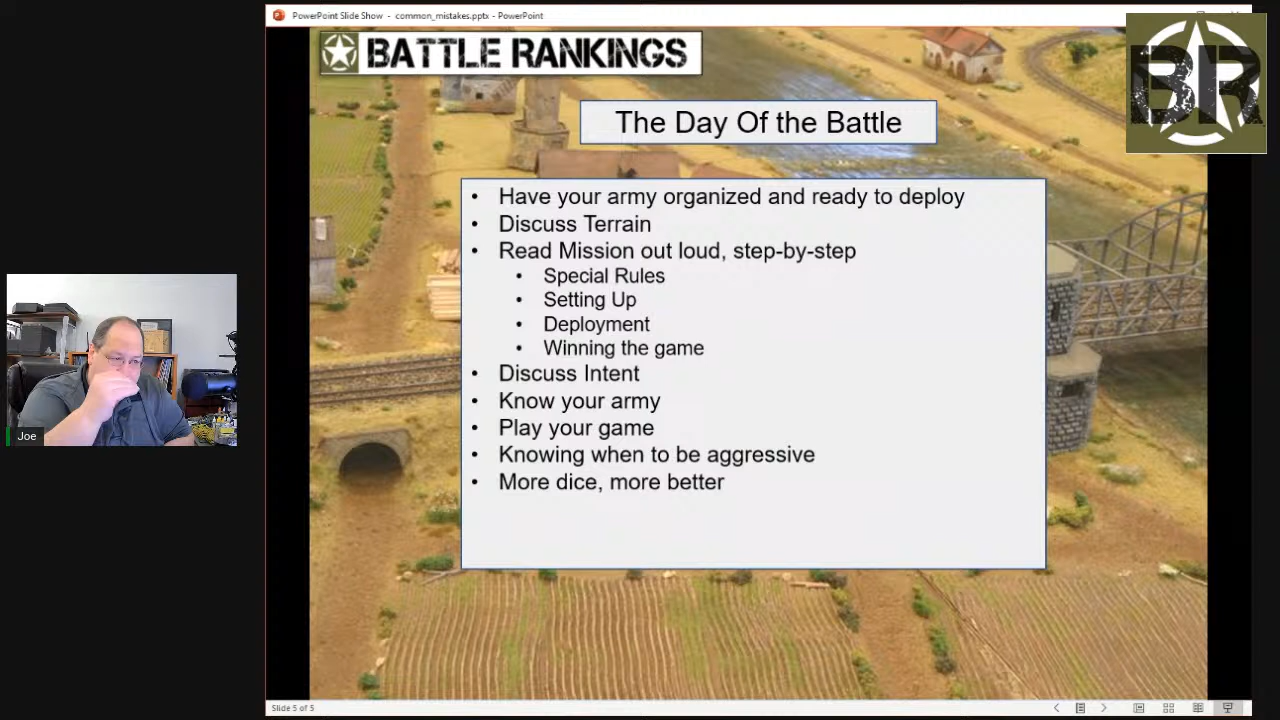 PowerPoint Slide Show - common_mistakes.pptx - PowerPoint
BATTLE RANKINGS
BR
The Day Of the Battle
• Have your army organized and ready to deploy
• Discuss Terrain
• Read Mission out loud, step-by-step
• Special Rules
• Setting Up
• Deployment
• Winning the game
• Discuss Intent
• Know your army
• Play your game
• Knowing when to be aggressive
• More dice, more better
Joe
Slide 5 of 5